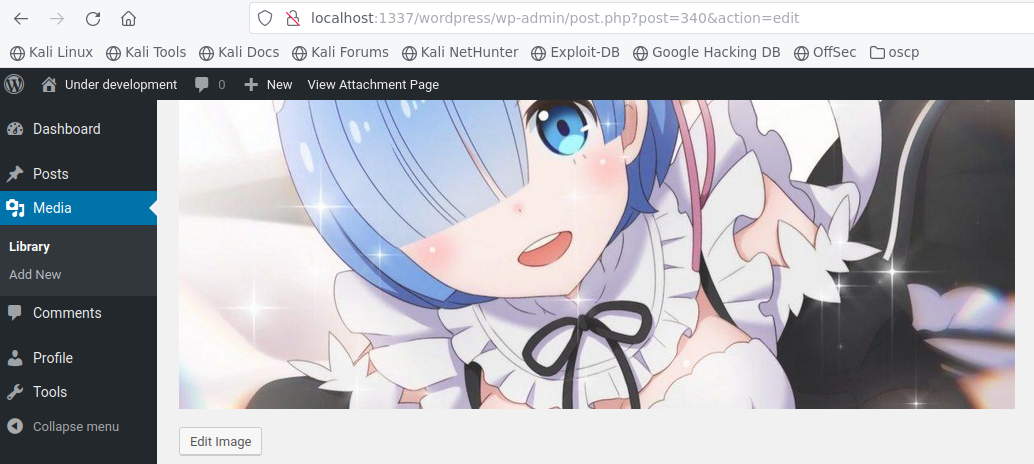 localhost:1337/wordpress/wp-admin/post.php?post=340&action=edit
Kali Linux Kali Tools Kali Docs Kali Forums Kali NetHunter Exploit-DB Google Hacking DB OffSec oscp
Under development 0 New View Attachment Page
Dashboard
Posts
Media
Library
Add New
Comments
Profile
Tools
Collapse menu
Edit Image